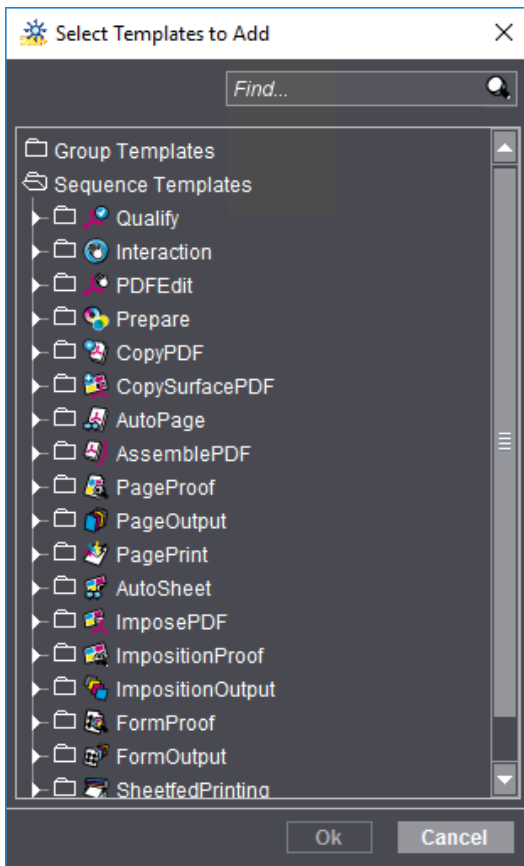 Select Templates to Add
Find...
Group Templates
Sequence Templates
Qualify
Interaction
PDFEdit
Prepare
CopyPDF
CopySurfacePDF
AutoPage
AssemblePDF
PageProof
PageOutput
PagePrint
AutoSheet
ImposePDF
ImpositionProof
ImpositionOutput
FormProof
FormOutput
SheetfedPrinting
Ok
Cancel